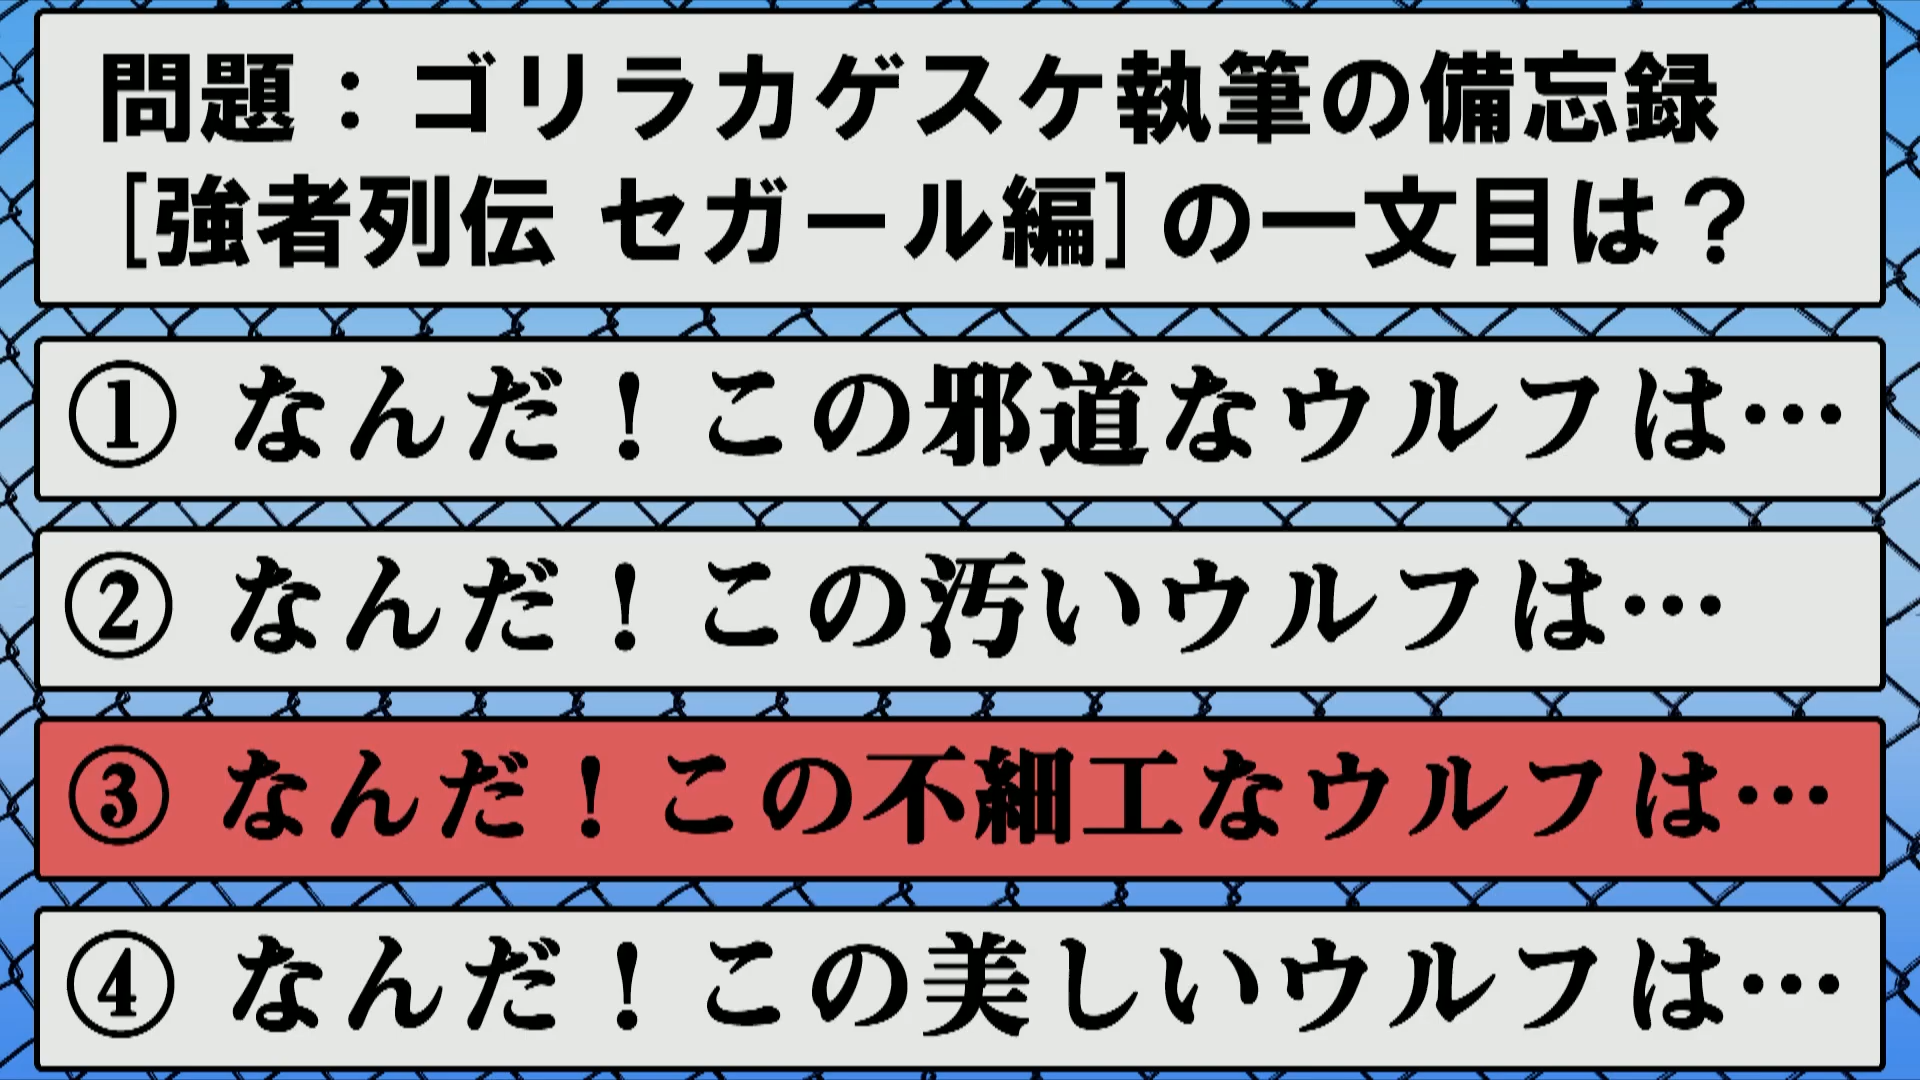 問題：ゴリラカゲスケ執筆の備忘録
[強者列伝 セガール編]の一文目は？
① なんだ！この邪道なウルフは…
② なんだ！この汚いウルフは…
③ なんだ！この不細工なウルフは…
④ なんだ！この美しいウルフは…